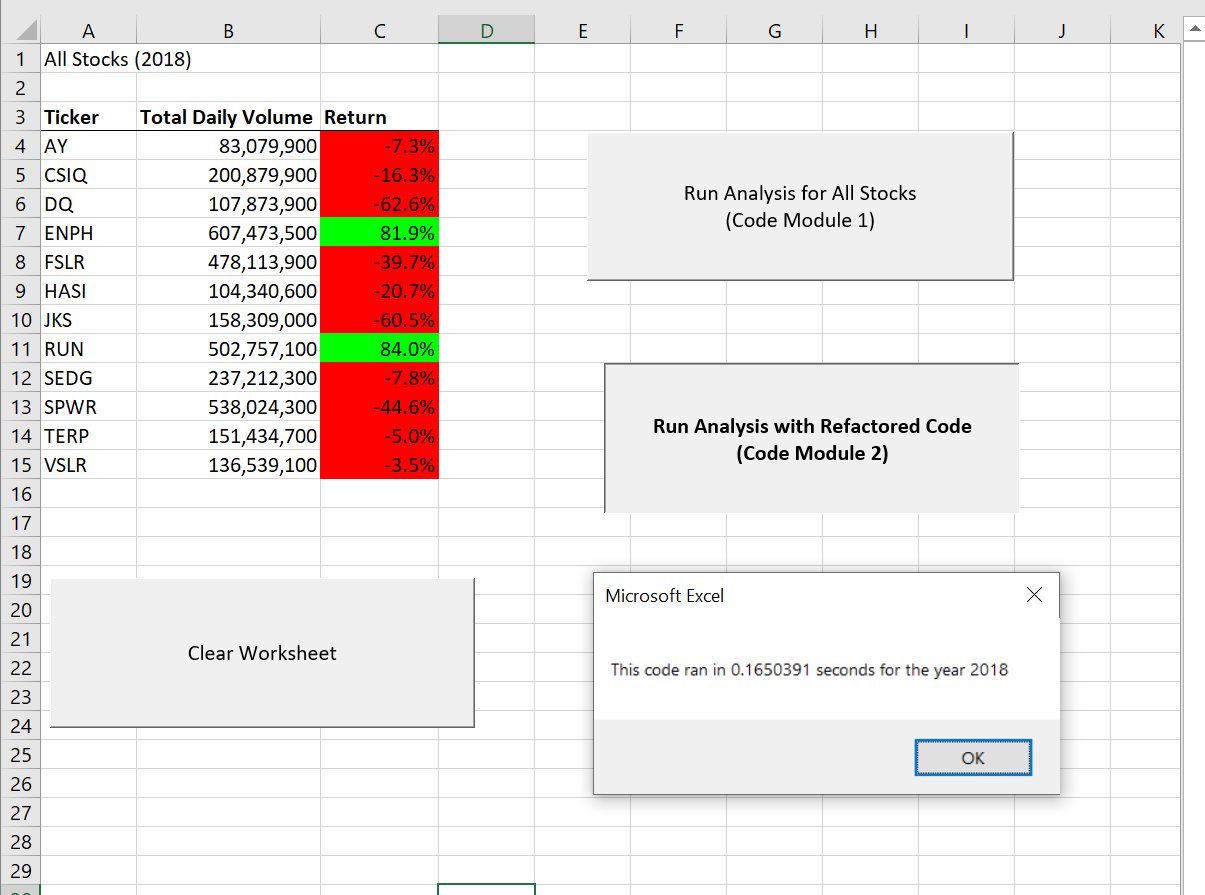 A B C D E F G H I J K
1 All Stocks (2018)
2
3 Ticker Total Daily Volume Return
4 AY 83,079,900 -7.3%
5 CSIQ 200,879,900 -16.3%
6 DQ 107,873,900 -62.6%
7 ENPH 607,473,500 81.9%
8 FSLR 478,113,900 -39.7%
9 HASI 104,340,600 -20.7%
10 JKS 158,309,000 -60.5%
11 RUN 502,757,100 84.0%
12 SEDG 237,212,300 -7.8%
13 SPWR 538,024,300 -44.6%
14 TERP 151,434,700 -5.0%
15 VSLR 136,539,100 -3.5%
16
17
18
19
20
21
22
23
24
25
26
27
28
29
Run Analysis for All Stocks
(Code Module 1)
Run Analysis with Refactored Code
(Code Module 2)
Clear Worksheet
Microsoft Excel
This code ran in 0.1650391 seconds for the year 2018
OK